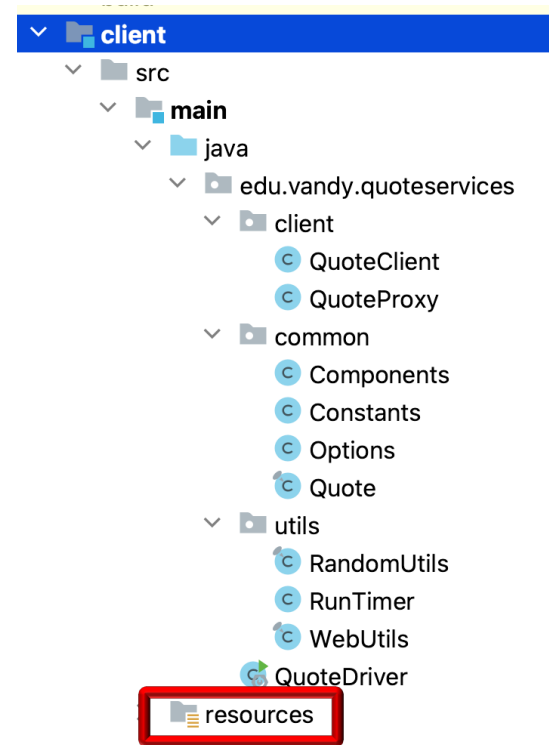 client
src
main
java
edu.vandy.quoteservices
client
C QuoteClient
C QuoteProxy
common
C Components
C Constants
C Options
C Quote
utils
C RandomUtils
C RunTimer
C WebUtils
C QuoteDriver
resources